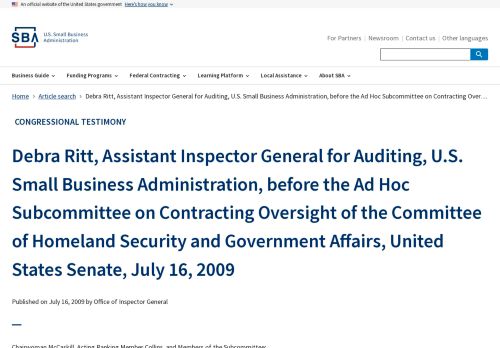 An official website of the United States government Here's how you know
SBA U.S. Small Business
Administration
For Partners Newsroom Contact us Other languages
Business Guide Funding Programs Federal Contracting Learning Platform Local Assistance About SBA
Home Article search Debra Ritt, Assistant Inspector General for Auditing, U.S. Small Business Administration, before the Ad Hoc Subcommittee on Contracting Over…
CONGRESSIONAL TESTIMONY
Debra Ritt, Assistant Inspector General for Auditing, U.S.
Small Business Administration, before the Ad Hoc
Subcommittee on Contracting Oversight of the Committee
of Homeland Security and Government Affairs, United
States Senate, July 16, 2009
Published on July 16, 2009 by Office of Inspector General
Chairwoman McCaskill, Acting Ranking Member Collins, and Members of the Subcommittee: